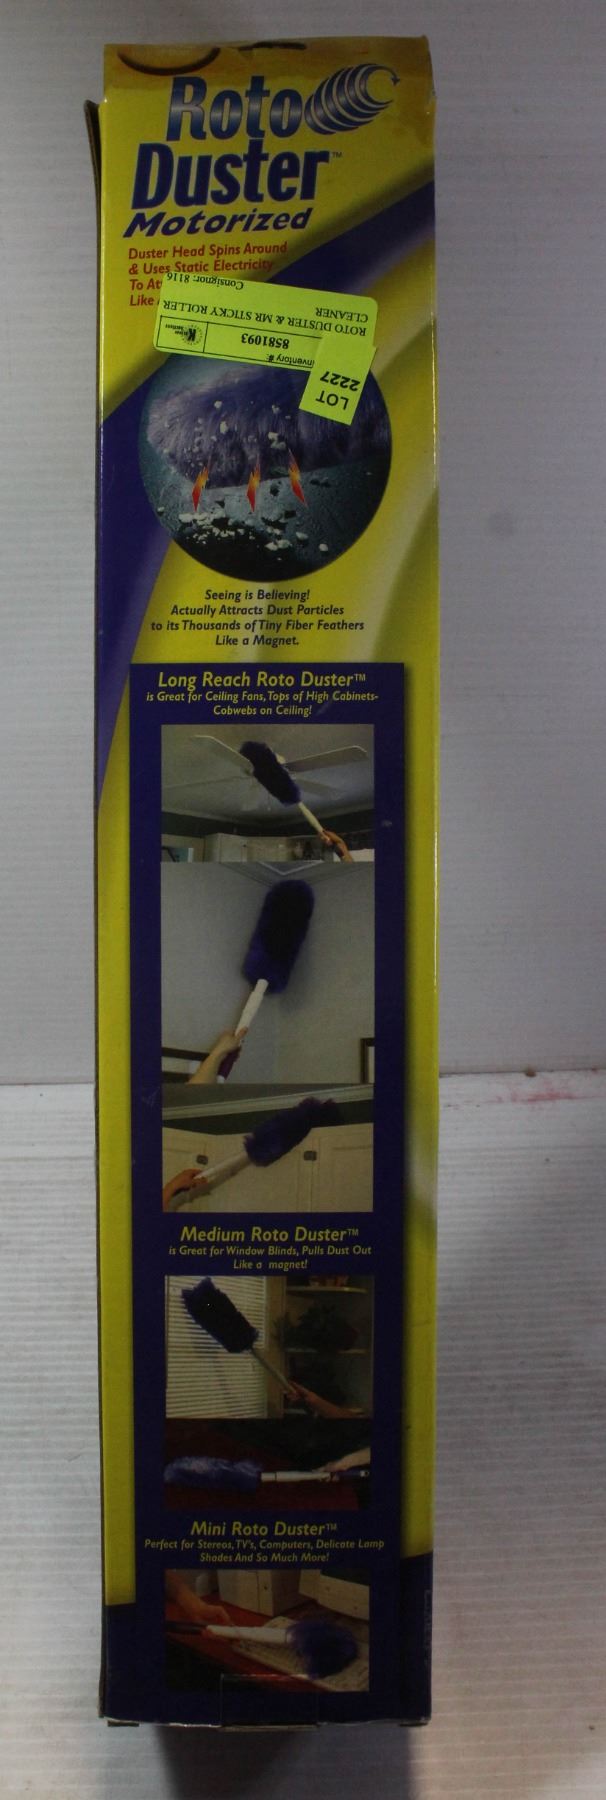 Roto
Duster™
Motorized
Duster Head Spins Around
& Uses Static Electricity
To
Like
Consignor: 8116
ROTO DUSTER & MR STICKY ROLLER
CLEANER
8581093
Inventory #:
LOT
2227
Seeing is Believing!
Actually Attracts Dust Particles
to its Thousands of Tiny Fiber Feathers
Like a Magnet.
Long Reach Roto Duster™
is Great for Ceiling Fans, Tops of High Cabinets-
Cobwebs on Ceiling!
Medium Roto Duster™
is Great for Window Blinds, Pulls Dust Out
Like a magnet!
Mini Roto Duster™
Perfect for Stereos, TV's, Computers, Delicate Lamp
Shades And So Much More!